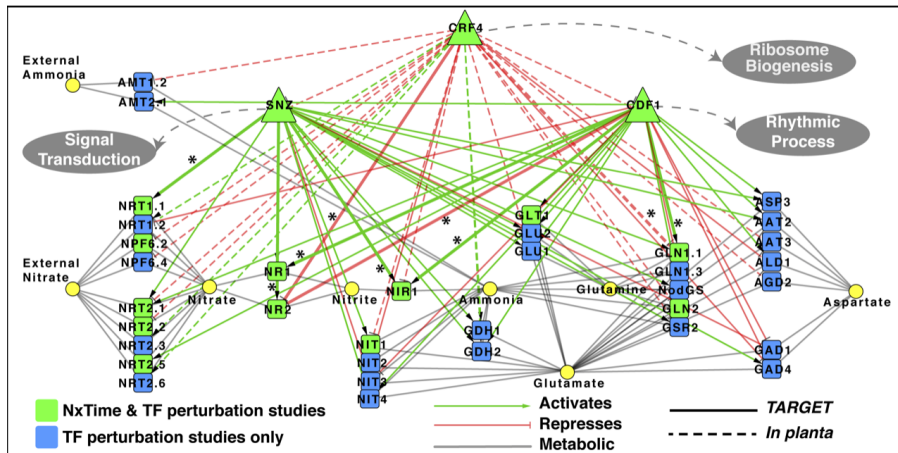 CRF4
Ribosome
Biogenesis
External
Ammonia
AMT1.2
AMT2.1
SNZ
CDF1
Signal
Transduction
Rhythmic
Process
*
NRT1.1
NRT1.2
NPF6.2
NPF6.4
*
*
*
*
*
*
*
*
GLT1
GLU2
GLU1
GLN1.1
GLN1.3
NodGS
GLN2
GSR2
ASP3
AAT2
AAT3
ALD1
AGD2
External
Nitrate
Nitrate
NR1
NR2
Nitrite
NIR1
Ammonia
Glutamine
Aspartate
NRT2.1
NRT2.2
NRT2.3
NRT2.5
NRT2.6
NIT1
NIT2
NIT3
NIT4
GDH1
GDH2
GAD1
GAD4
Glutamate
NxTime & TF perturbation studies
TF perturbation studies only
Activates
Represses
Metabolic
TARGET
In planta